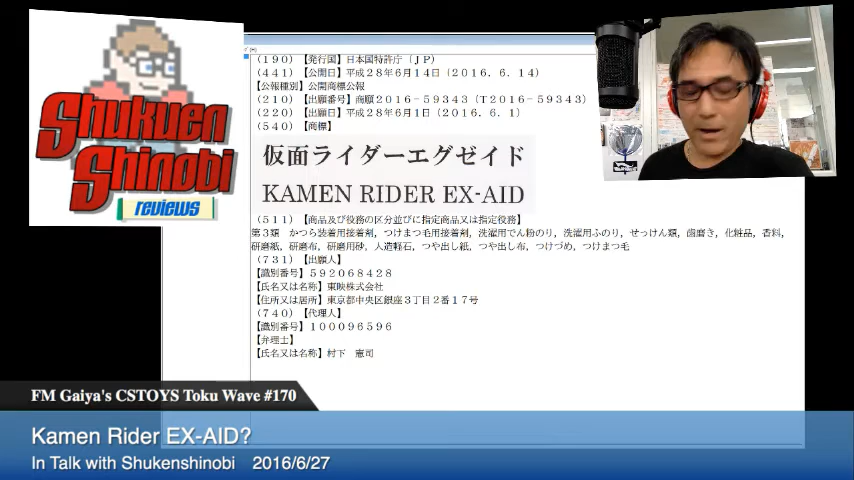 Shukuen
Shinobi
reviews
（１９０）【発行国】日本国特許庁（ＪＰ）
（４４１）【公開日】平成２８年６月１４日（２０１６．６．１４）
【公報種別】公開商標公報
（２１０）【出願番号】商願２０１６－５９３４３（Ｔ２０１６－５９３４３）
（２２０）【出願日】平成２８年６月１日（２０１６．６．１）
（５４０）【商標】
仮面ライダーエグゼイド
KAMEN RIDER EX-AID
（５１１）【商品及び役務の区分並びに指定商品又は指定役務】
第３類　かつら装着用接着剤，つけまつ毛用接着剤，洗濯用でん粉のり，洗濯用ふのり，せっけん類，歯磨き，化粧品，香料，
研磨紙，研磨布，研磨用砂，人造軽石，つや出し紙，つや出し布，つけづめ，つけまつ毛
（７３１）【出願人】
【識別番号】５９２０６８４２８
【氏名又は名称】東映株式会社
【住所又は居所】東京都中央区銀座３丁目２番１７号
（７４０）【代理人】
【識別番号】１０００９６５９６
【弁理士】
【氏名又は名称】村下　憲司
FM Gaiya's CSTOYS Toku Wave #170
Kamen Rider EX-AID?
In Talk with Shukenshinobi 2016/6/27